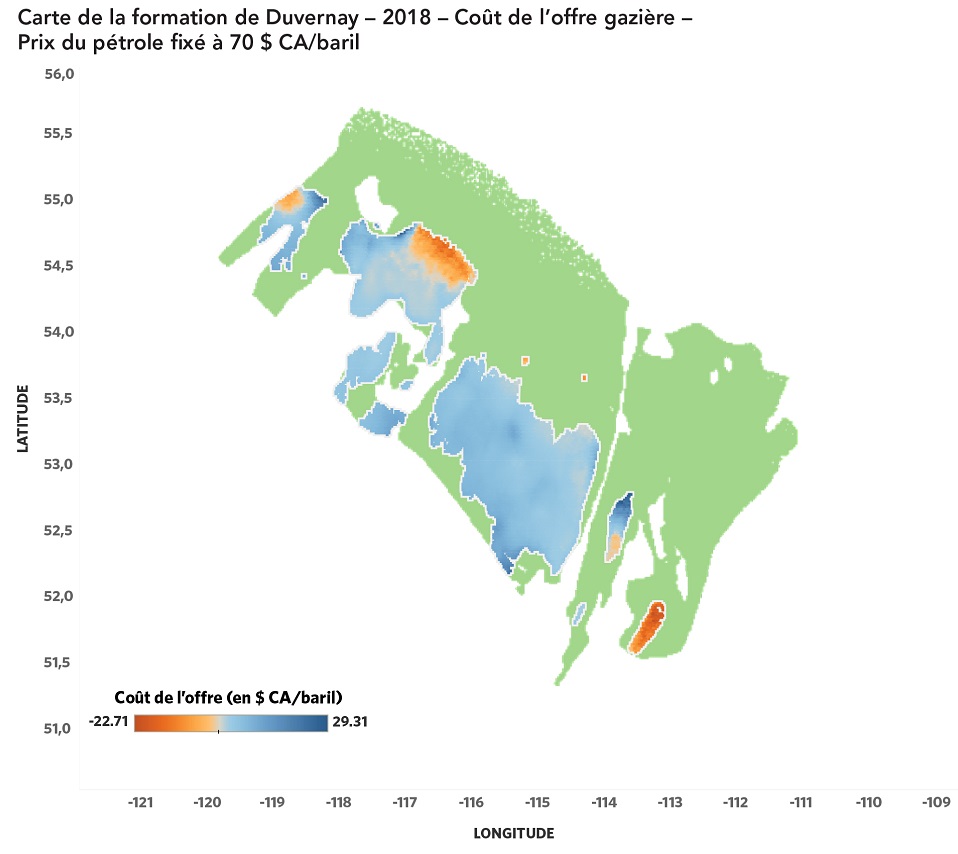 Carte de la formation de Duvernay – 2018 – Coût de l’offre gazière –
Prix du pétrole fixé à 70 $ CA/baril
56,0
55,5
55,0
54,5
54,0
53,5
53,0
52,5
52,0
51,5
51,0
LATITUDE
Coût de l'offre (en $ CA/baril)
-22.71 29.31
-121 -120 -119 -118 -117 -116 -115 -114 -113 -112 -111 -110 -109
LONGITUDE